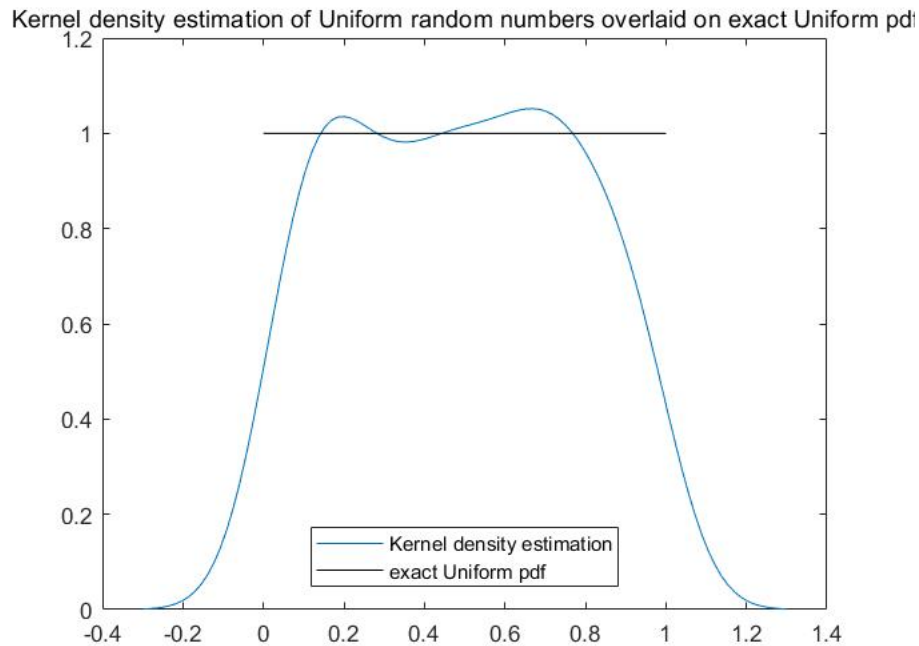 Kernel density estimation of Uniform random numbers overlaid on exact Uniform pdf
1.2
1
0.8
0.6
0.4
0.2
0
Kernel density estimation
exact Uniform pdf
-0.4 -0.2 0 0.2 0.4 0.6 0.8 1 1.2 1.4